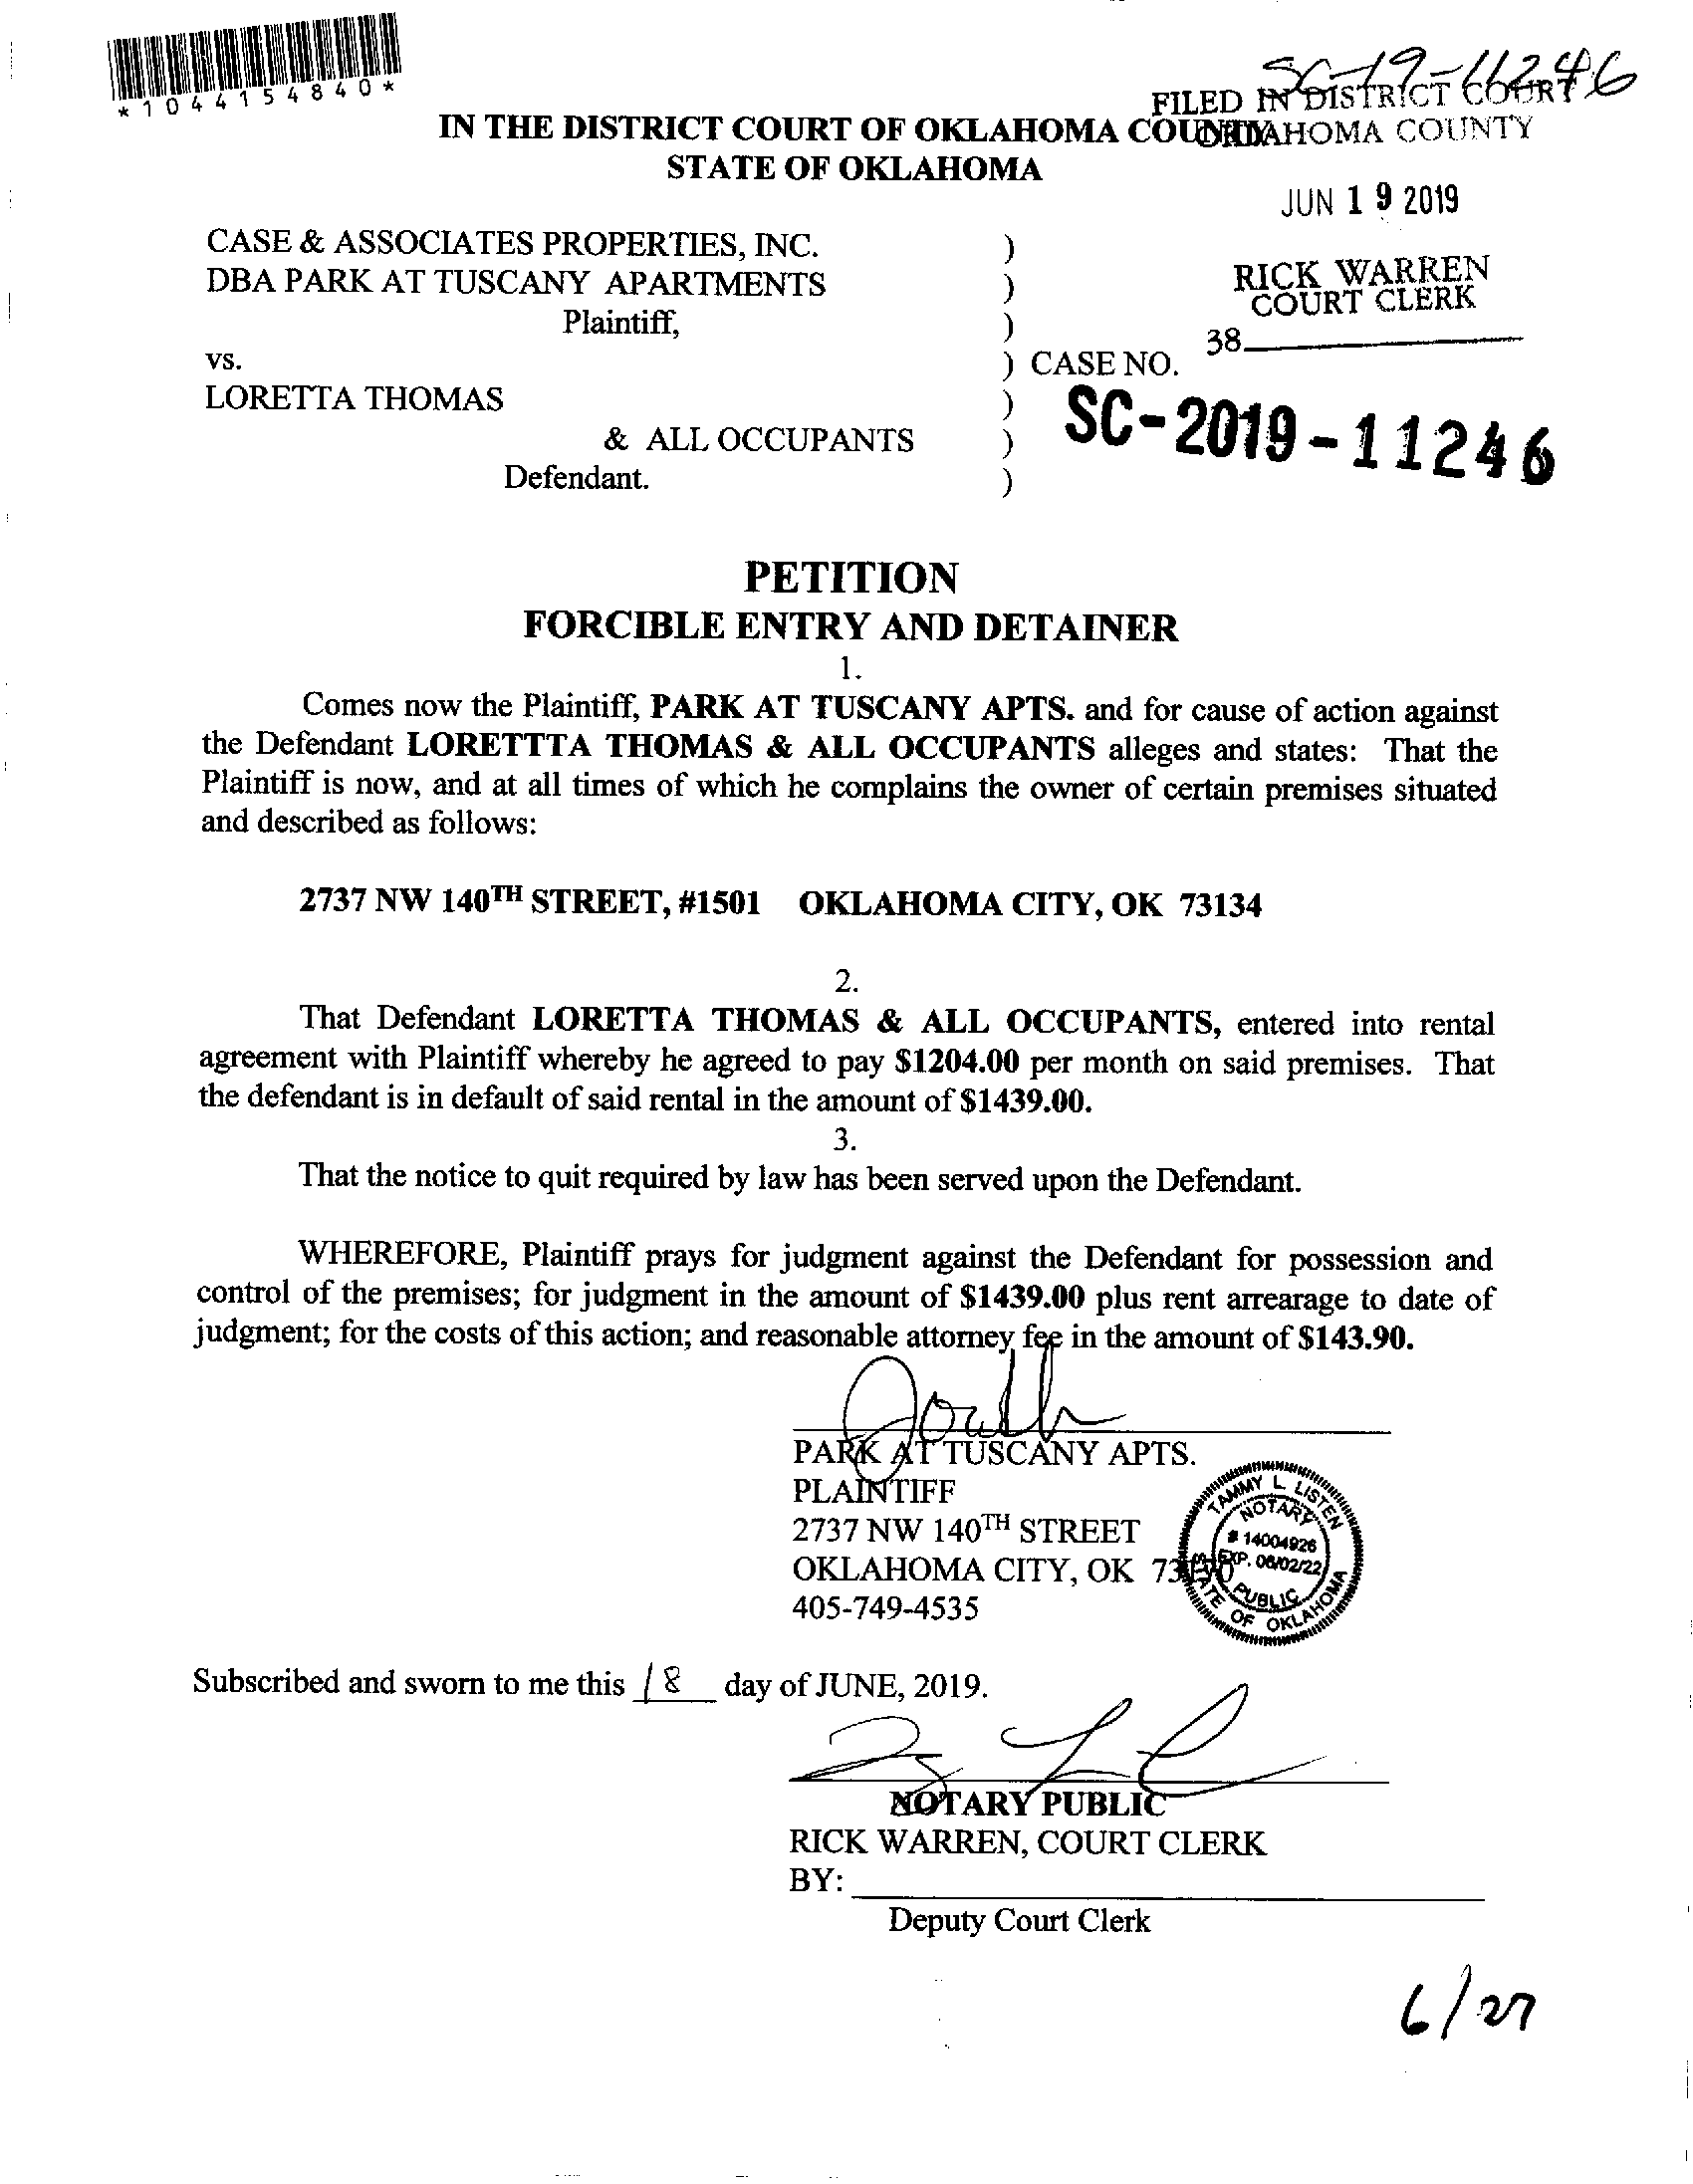 *1044154840*
SC-19-11246
FILED IN DISTRICT COURT
OKLAHOMA COUNTY
IN THE DISTRICT COURT OF OKLAHOMA COUNTY
STATE OF OKLAHOMA
JUN 19 2019
CASE & ASSOCIATES PROPERTIES, INC. )
DBA PARK AT TUSCANY APARTMENTS )
RICK WARREN
COURT CLERK
Plaintiff, )
38
vs. ) CASE NO.
LORETTA THOMAS )
SC-2019-11246
& ALL OCCUPANTS )
Defendant. )
PETITION
FORCIBLE ENTRY AND DETAINER
1.
Comes now the Plaintiff, PARK AT TUSCANY APTS. and for cause of action against
the Defendant LORETTTA THOMAS & ALL OCCUPANTS alleges and states: That the
Plaintiff is now, and at all times of which he complains the owner of certain premises situated
and described as follows:
2737 NW 140TH STREET, #1501 OKLAHOMA CITY, OK 73134
2.
That Defendant LORETTA THOMAS & ALL OCCUPANTS, entered into rental
agreement with Plaintiff whereby he agreed to pay $1204.00 per month on said premises. That
the defendant is in default of said rental in the amount of $1439.00.
3.
That the notice to quit required by law has been served upon the Defendant.
WHEREFORE, Plaintiff prays for judgment against the Defendant for possession and
control of the premises; for judgment in the amount of $1439.00 plus rent arrearage to date of
judgment; for the costs of this action; and reasonable attorney fee in the amount of $143.90.
PARK AT TUSCANY APTS.
PLAINTIFF
2737 NW 140TH STREET
OKLAHOMA CITY, OK
405-749-4535
TAMMY L LISTEN
NOTARY
# 14004926
EXP. 06/02/22
PUBLIC
STATE OF OKLAHOMA
Subscribed and sworn to me this 18 day of JUNE, 2019.
NOTARY PUBLIC
RICK WARREN, COURT CLERK
BY:
Deputy Court Clerk
6/27